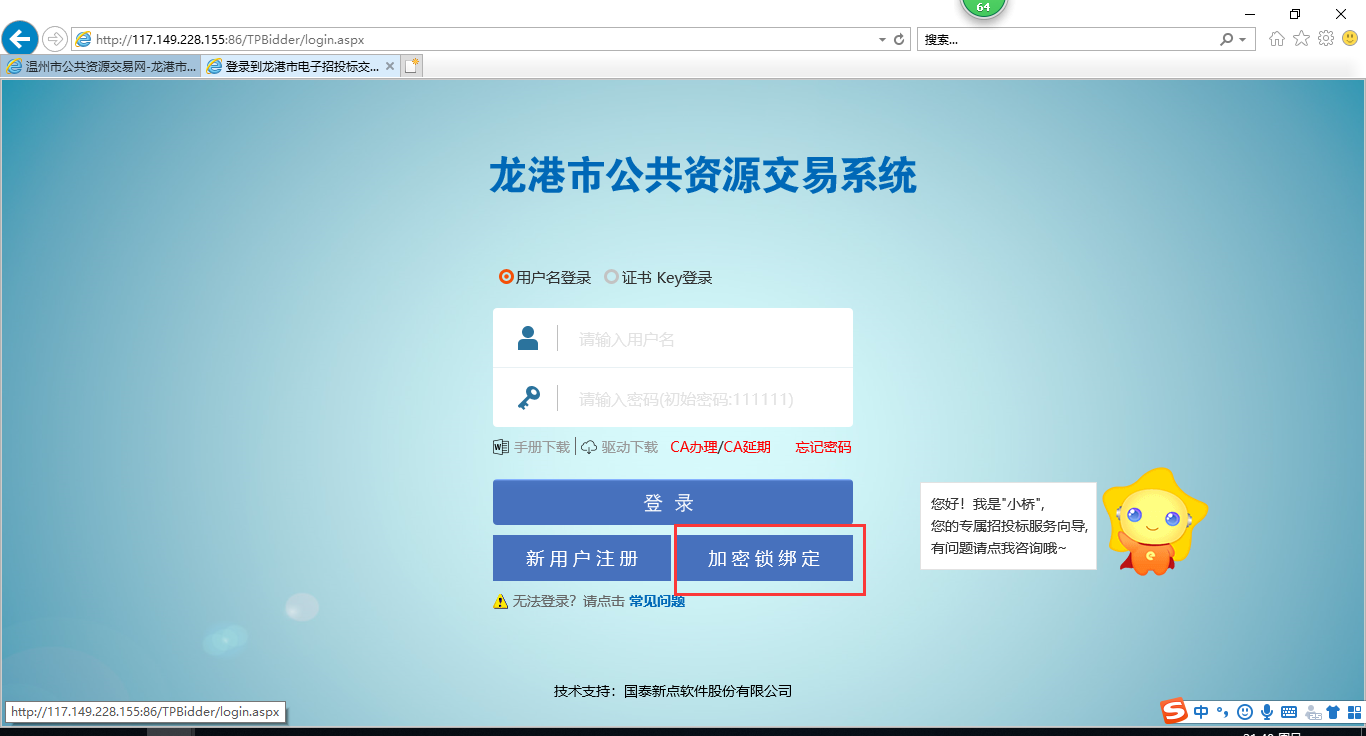 64
http://117.149.228.155:86/TPBidder/login.aspx
搜索...
温州市公共资源交易网-龙港市...
登录到龙港市电子招投标交...
龙港市公共资源交易系统
用户名登录 证书 Key登录
请输入用户名
请输入密码(初始密码:111111)
手册下载 驱动下载 CA办理/CA延期 忘记密码
登 录
新用户注册 加密锁绑定
无法登录？请点击 常见问题
您好！我是"小桥",
您的专属招投标服务向导,
有问题请点我咨询哦~
技术支持：国泰新点软件股份有限公司
http://117.149.228.155:86/TPBidder/login.aspx
中